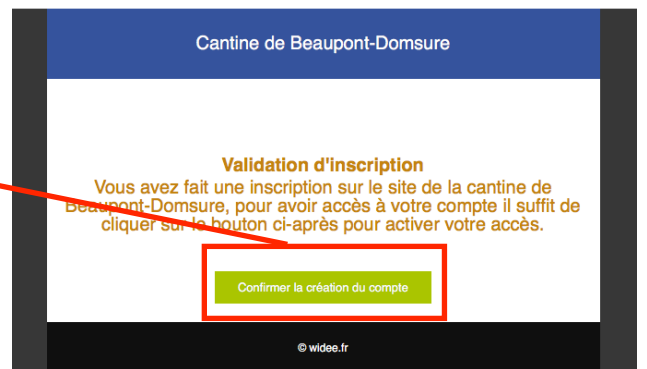 Cantine de Beaupont-Domsure
Validation d'inscription
Vous avez fait une inscription sur le site de la cantine de
Beaupont-Domsure, pour avoir accès à votre compte il suffit de
cliquer sur le bouton ci-après pour activer votre accès.
Confirmer la création du compte
© widee.fr